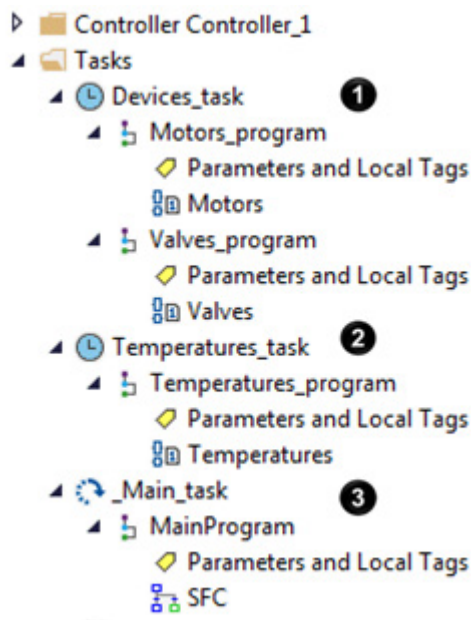 Controller Controller_1
Tasks
Devices_task 1
Motors_program
Parameters and Local Tags
Motors
Valves_program
Parameters and Local Tags
Valves
Temperatures_task 2
Temperatures_program
Parameters and Local Tags
Temperatures
_Main_task 3
MainProgram
Parameters and Local Tags
SFC